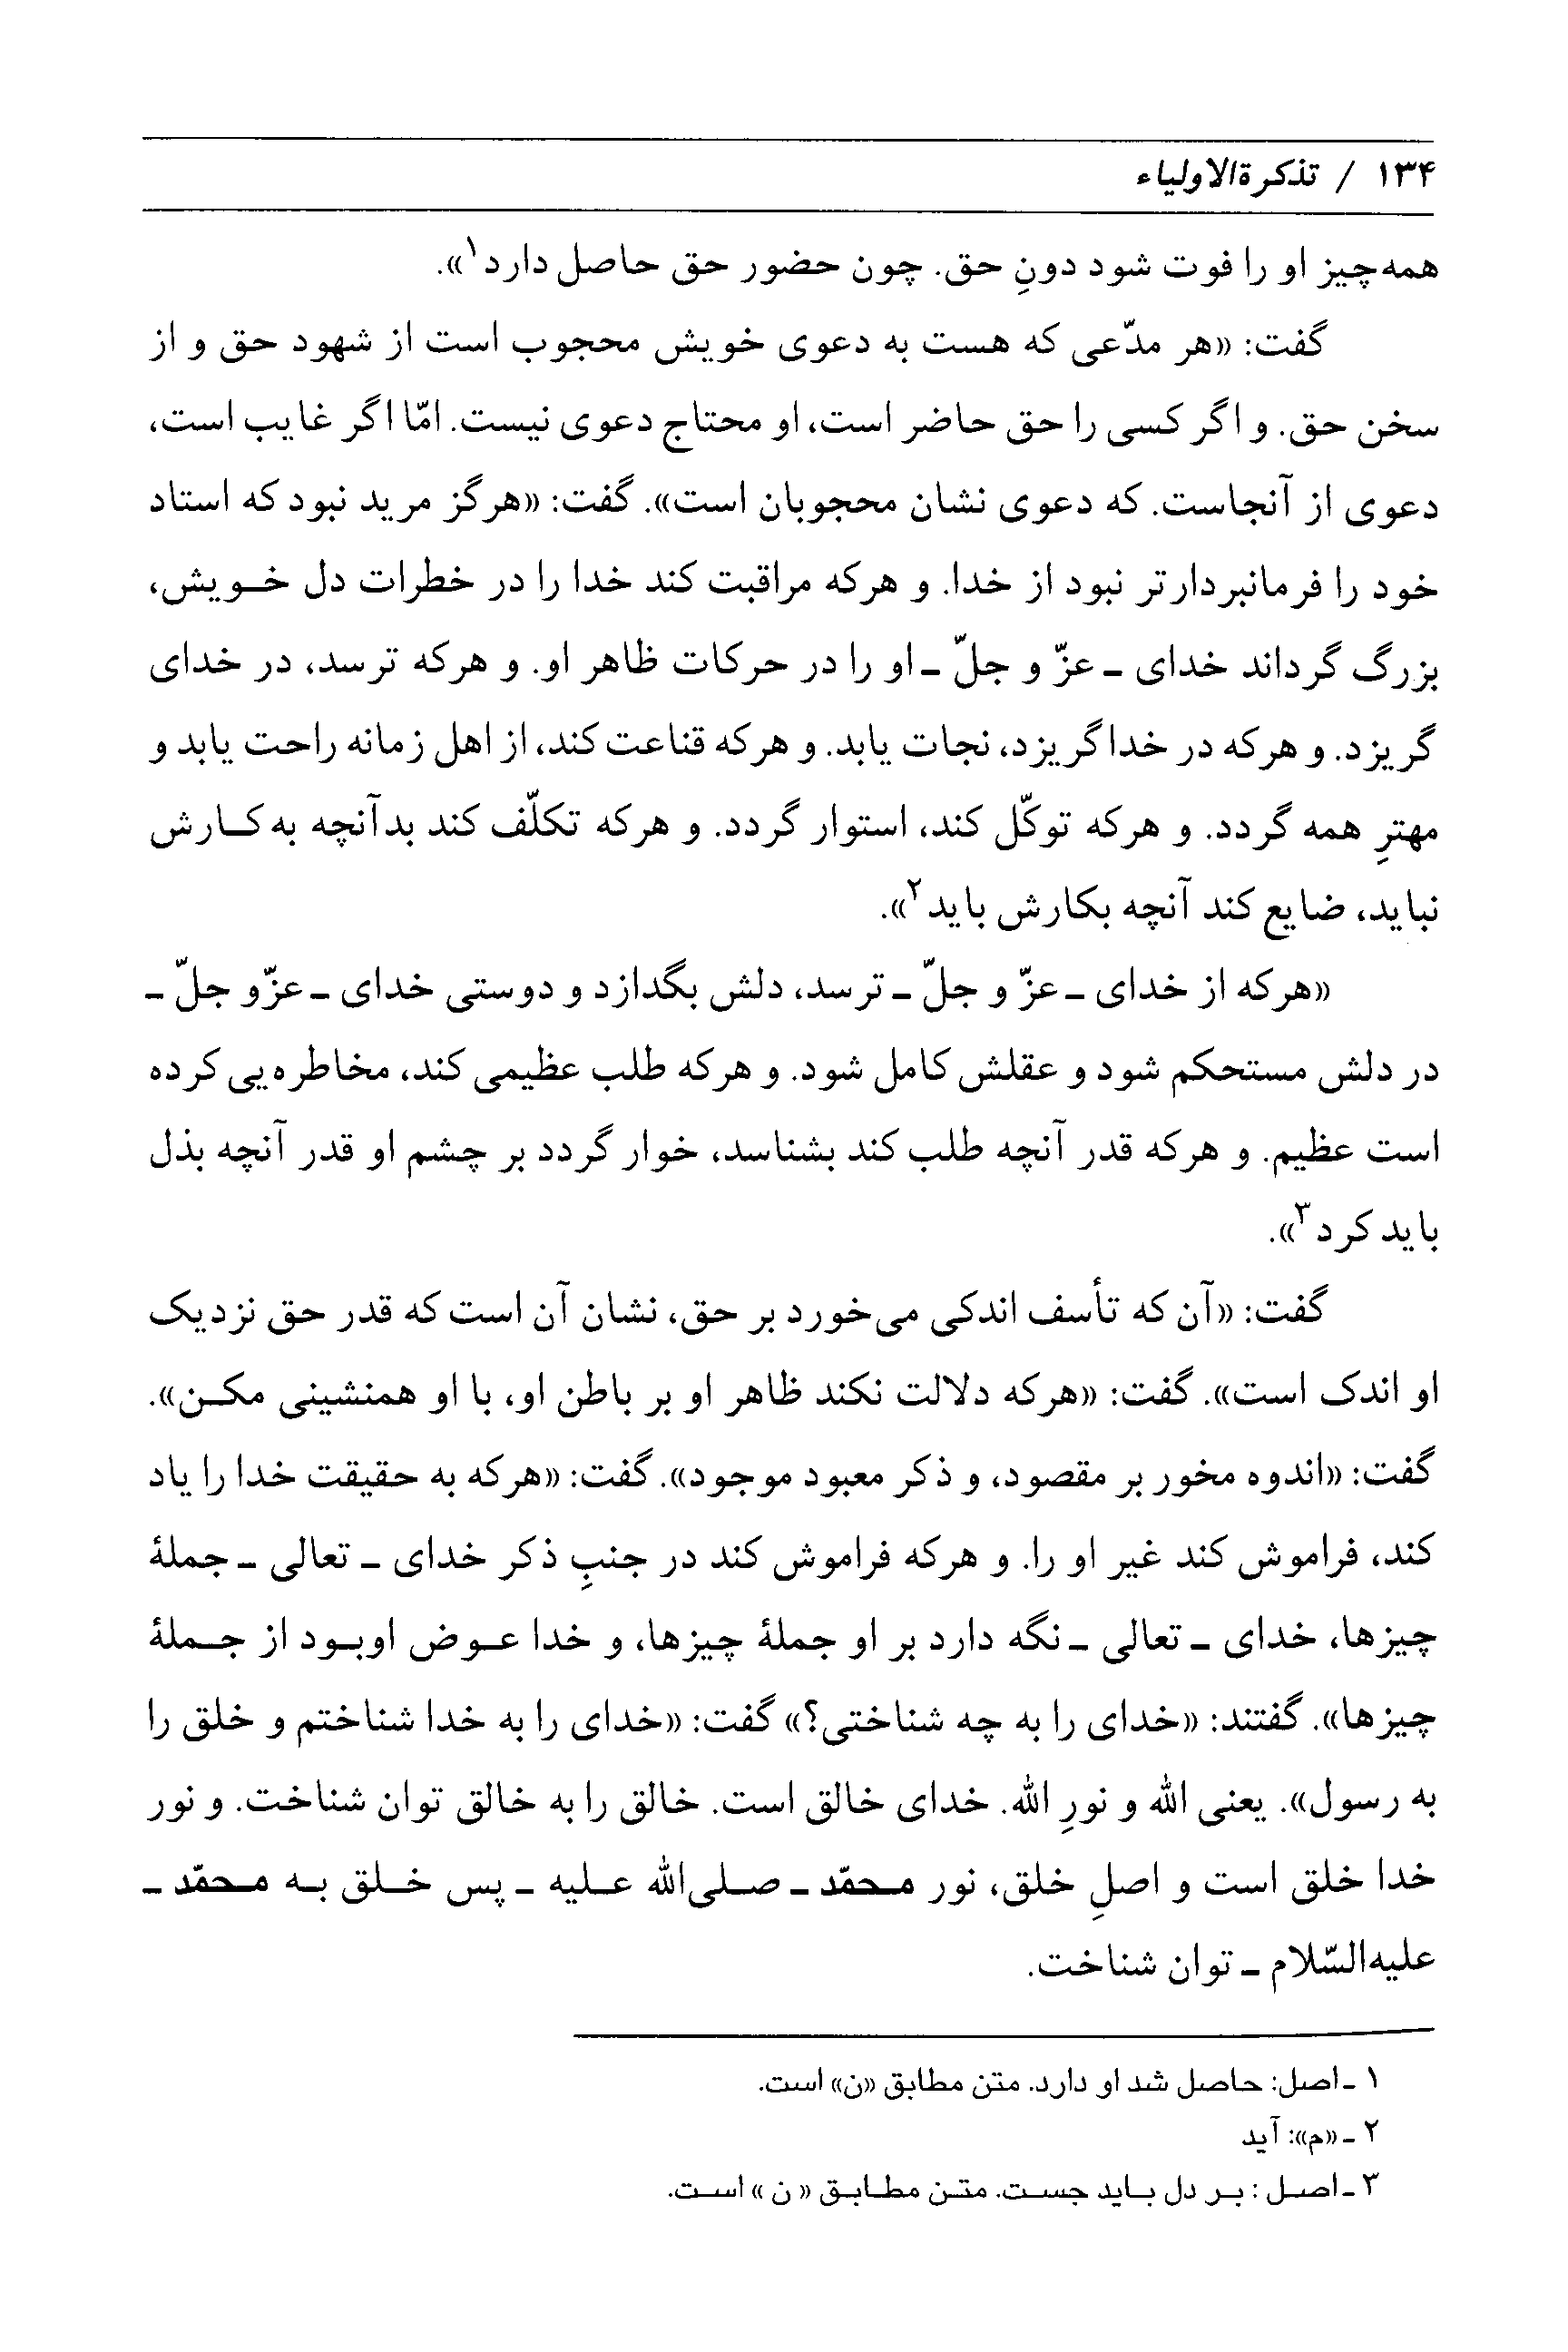 ۱۳۴ / تذکرةالاولیاء
همه‌چیز او را فوت شود دونِ حق. چون حضور حق حاصل دارد۱».
گفت: «هر مدّعی که هست به دعوی خویش محجوب است از شهود حق و از
سخن حق. و اگر کسی را حق حاضر است، او محتاج دعوی نیست. امّا اگر غایب است،
دعوی از آنجاست. که دعوی نشان محجوبان است». گفت: «هرگز مرید نبود که استاد
خود را فرمانبردارتر نبود از خدا. و هرکه مراقبت کند خدا را در خطرات دل خویش،
بزرگ گرداند خدای ـ عزّ و جلّ ـ او را در حرکات ظاهر او. و هرکه ترسد، در خدای
گریزد. و هرکه در خدا گریزد، نجات یابد. و هرکه قناعت کند، از اهل زمانه راحت یابد و
مهترِ همه گردد. و هرکه توکّل کند، استوار گردد. و هرکه تکلّف کند بدآنچه به کارش
نباید، ضایع کند آنچه بکارش باید۲».
«هرکه از خدای ـ عزّ و جلّ ـ ترسد، دلش بگدازد و دوستی خدای ـ عزّو جلّ ـ
در دلش مستحکم شود و عقلش کامل شود. و هرکه طلب عظیمی کند، مخاطره‌یی کرده
است عظیم. و هرکه قدر آنچه طلب کند بشناسد، خوار گردد بر چشم او قدر آنچه بذل
باید کرد۳».
گفت: «آن که تأسف اندکی می‌خورد بر حق، نشان آن است که قدر حق نزدیک
او اندک است». گفت: «هرکه دلالت نکند ظاهر او بر باطن او، با او همنشینی مکن».
گفت: «اندوه مخور بر مقصود، و ذکر معبود موجود». گفت: «هرکه به حقیقت خدا را یاد
کند، فراموش کند غیر او را. و هرکه فراموش کند در جنبِ ذکر خدای ـ تعالی ـ جملهٔ
چیزها، خدای ـ تعالی ـ نگه دارد بر او جملهٔ چیزها، و خدا عوض اوبود از جملهٔ
چیزها». گفتند: «خدای را به چه شناختی؟» گفت: «خدای را به خدا شناختم و خلق را
به رسول». یعنی الله و نورِ الله. خدای خالق است. خالق را به خالق توان شناخت. و نور
خدا خلق است و اصلِ خلق، نور محمّد ـ صلی‌الله علیه ـ پس خلق به محمّد ـ
علیه‌السّلام ـ توان شناخت.
۱ ـ اصل: حاصل شد او دارد. متن مطابق «ن» است.
۲ ـ «م»: آید
۳ ـ اصل : بر دل باید جست. متن مطابق « ن » است.